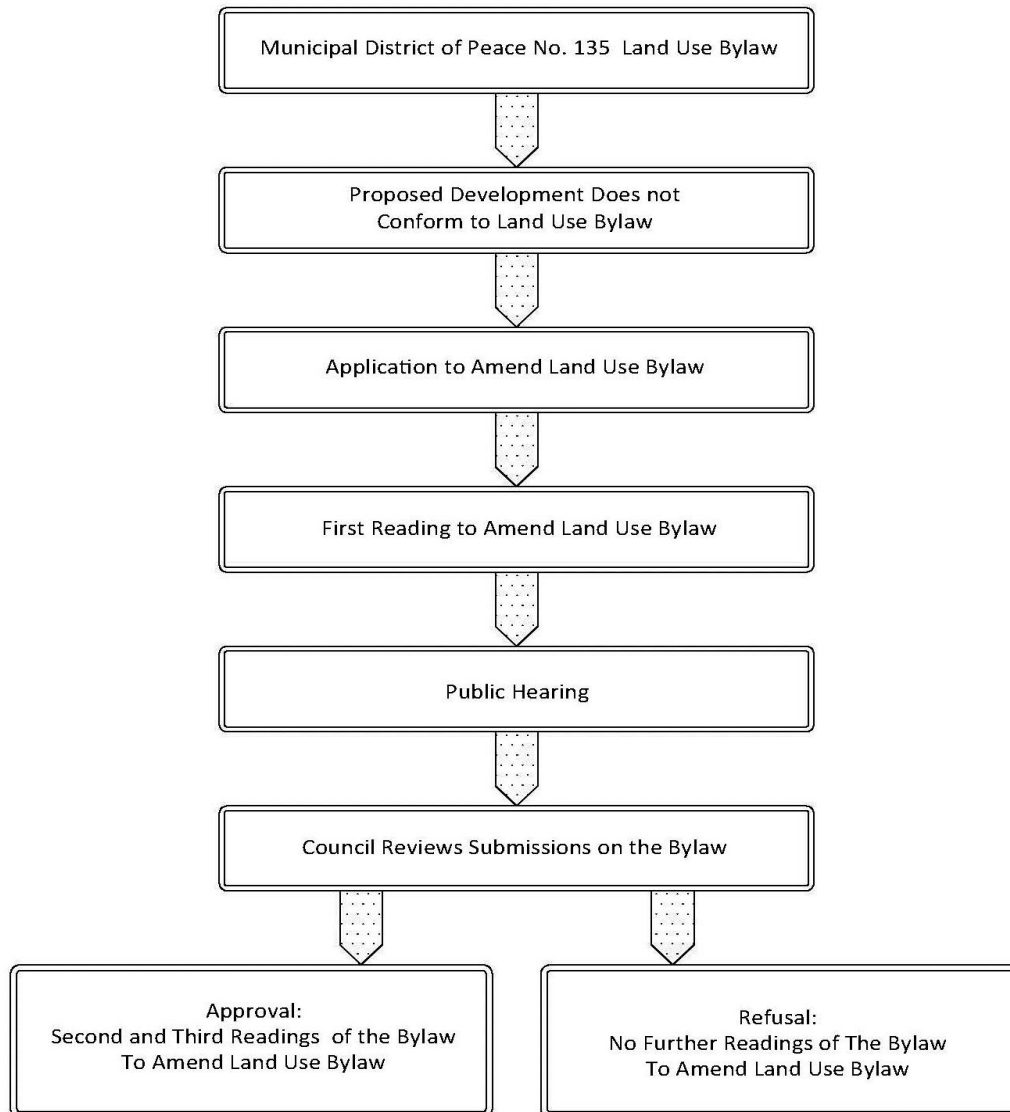 Municipal District of Peace No. 135 Land Use Bylaw
Proposed Development Does not
Conform to Land Use Bylaw
Application to Amend Land Use Bylaw
First Reading to Amend Land Use Bylaw
Public Hearing
Council Reviews Submissions on the Bylaw
Approval:
Second and Third Readings of the Bylaw
To Amend Land Use Bylaw
Refusal:
No Further Readings of The Bylaw
To Amend Land Use Bylaw